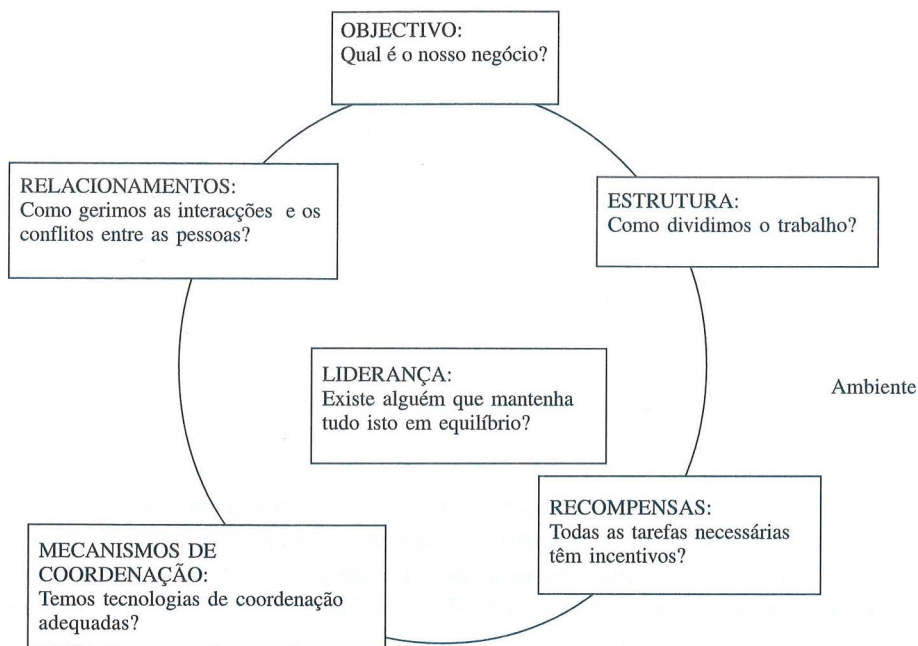 OBJECTIVO:
Qual é o nosso negócio?
RELACIONAMENTOS:
Como gerimos as interacções e os
conflitos entre as pessoas?
ESTRUTURA:
Como dividimos o trabalho?
LIDERANÇA:
Existe alguém que mantenha
tudo isto em equilíbrio?
Ambiente
MECANISMOS DE
COORDENAÇÃO:
Temos tecnologias de coordenação
adequadas?
RECOMPENSAS:
Todas as tarefas necessárias
têm incentivos?